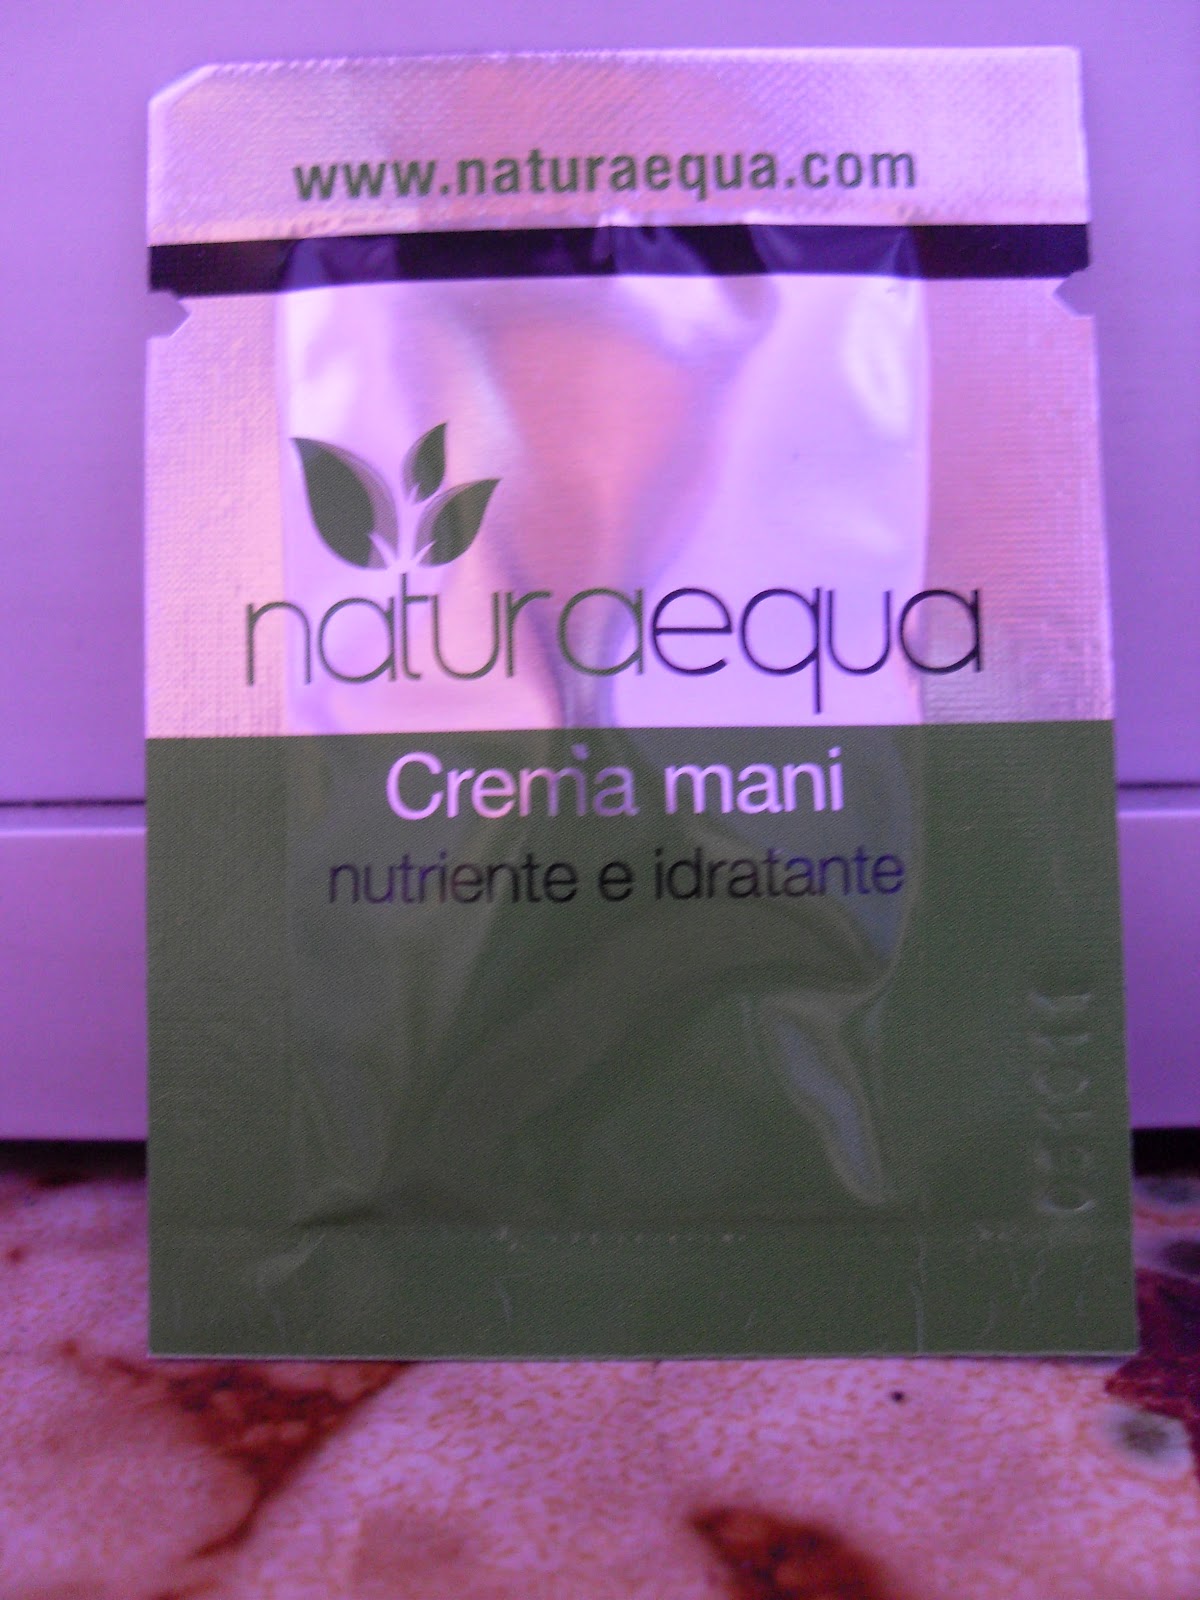 www.naturaequa.com
naturaequa
Crema mani
nutriente e idratante